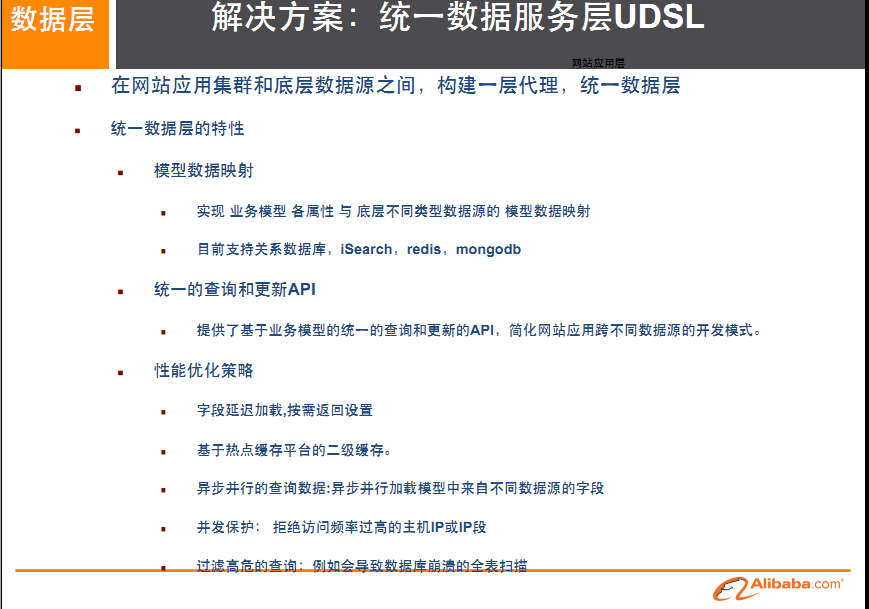 数据层
解决方案：统一数据服务层UDSL
网站应用层
在网站应用集群和底层数据源之间，构建一层代理，统一数据层
统一数据层的特性
模型数据映射
实现 业务模型 各属性 与 底层不同类型数据源的 模型数据映射
目前支持关系数据库，iSearch，redis，mongodb
统一的查询和更新API
提供了基于业务模型的统一的查询和更新的API，简化网站应用跨不同数据源的开发模式。
性能优化策略
字段延迟加载,按需返回设置
基于热点缓存平台的二级缓存。
异步并行的查询数据:异步并行加载模型中来自不同数据源的字段
并发保护： 拒绝访问频率过高的主机IP或IP段
过滤高危的查询：例如会导致数据库崩溃的全表扫描
Alibaba.com®